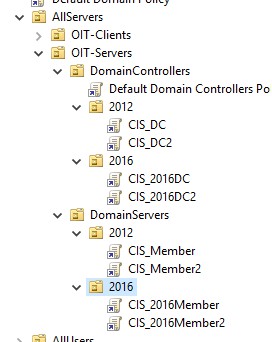 Default Domain Policy
AllServers
OIT-Clients
OIT-Servers
DomainControllers
Default Domain Controllers Po
2012
CIS_DC
CIS_DC2
2016
CIS_2016DC
CIS_2016DC2
DomainServers
2012
CIS_Member
CIS_Member2
2016
CIS_2016Member
CIS_2016Member2
AllUsers